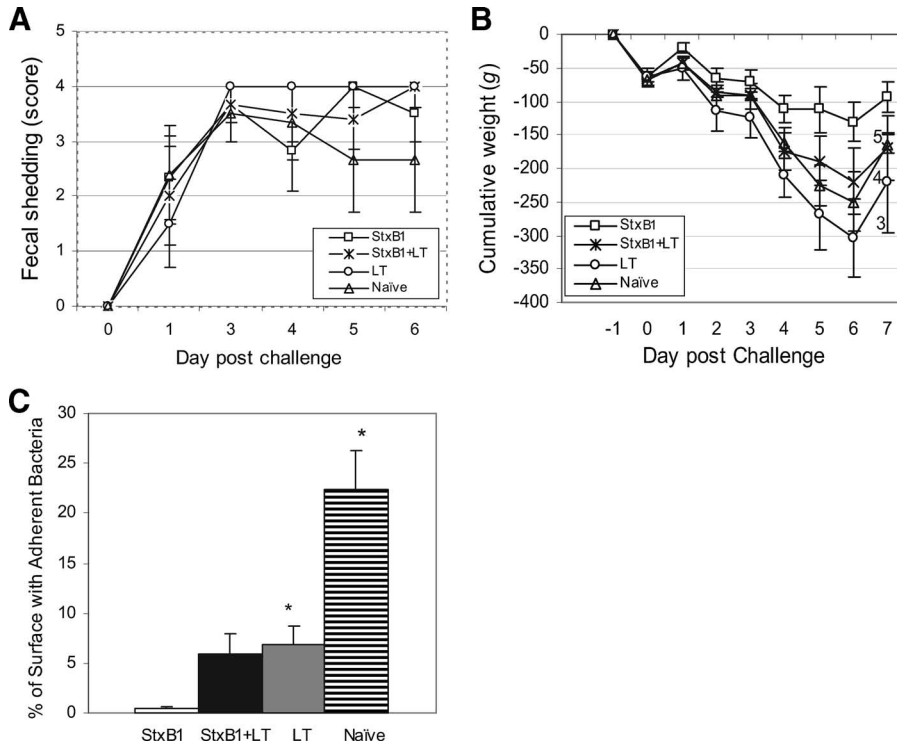 A
Fecal shedding (score)
5
4
3
2
1
0
0 1 3 4 5 6
Day post challenge
StxB1
StxB1+LT
LT
Naïve
B
Cumulative weight (g)
0
-50
-100
-150
-200
-250
-300
-350
-400
5
4
3
StxB1
StxB1+LT
LT
Naïve
-1 0 1 2 3 4 5 6 7
Day post Challenge
C
% of Surface with Adherent Bacteria
30
25
20
15
10
5
0
*
*
StxB1 StxB1+LT LT Naïve